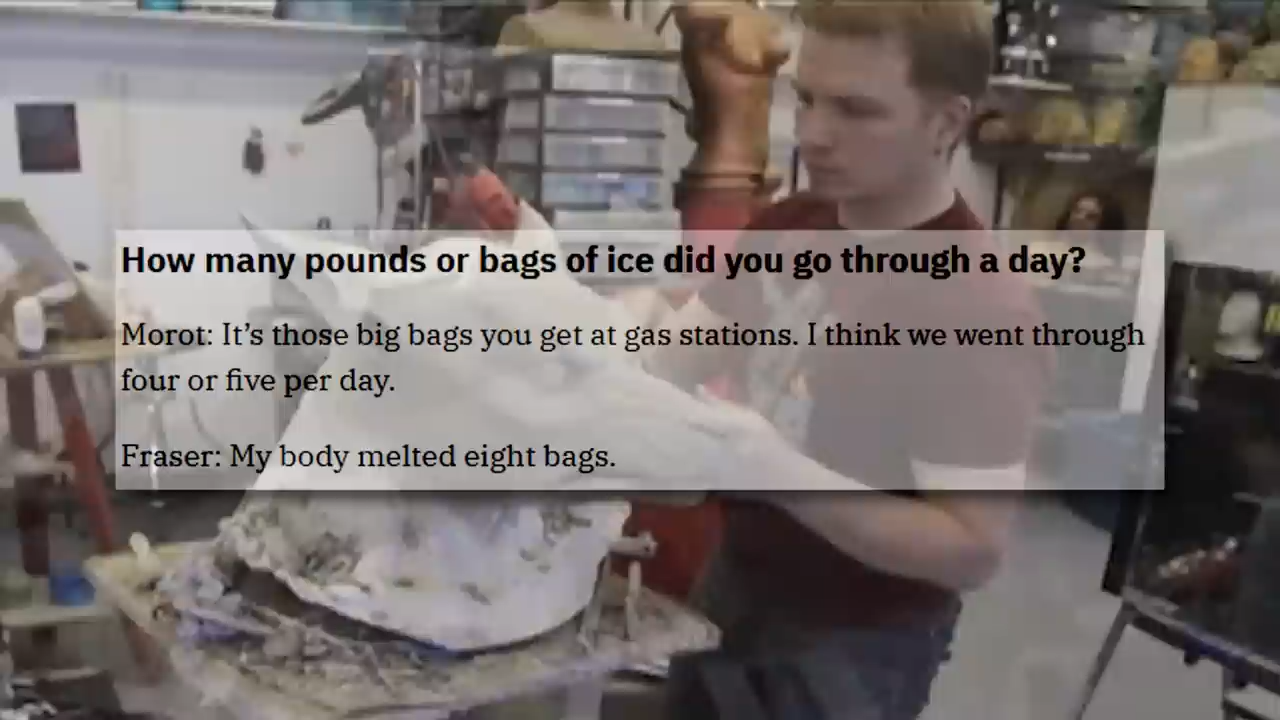 How many pounds or bags of ice did you go through a day?
Morot: It’s those big bags you get at gas stations. I think we went through
four or five per day.
Fraser: My body melted eight bags.